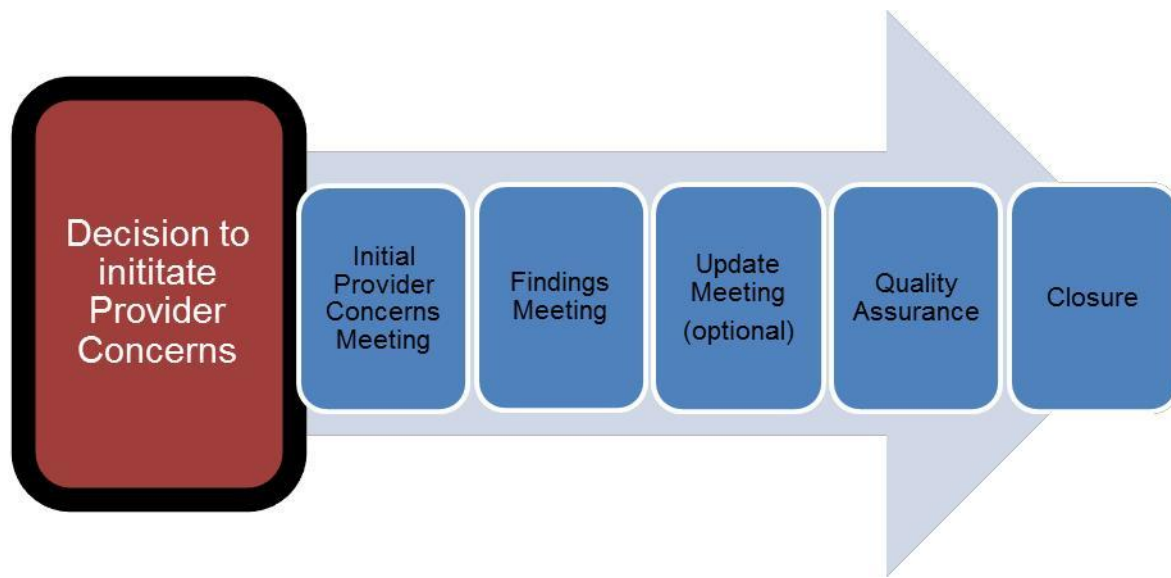 Decision to
inititate
Provider
Concerns
Initial
Provider
Concerns
Meeting
Findings
Meeting
Update
Meeting
(optional)
Quality
Assurance
Closure